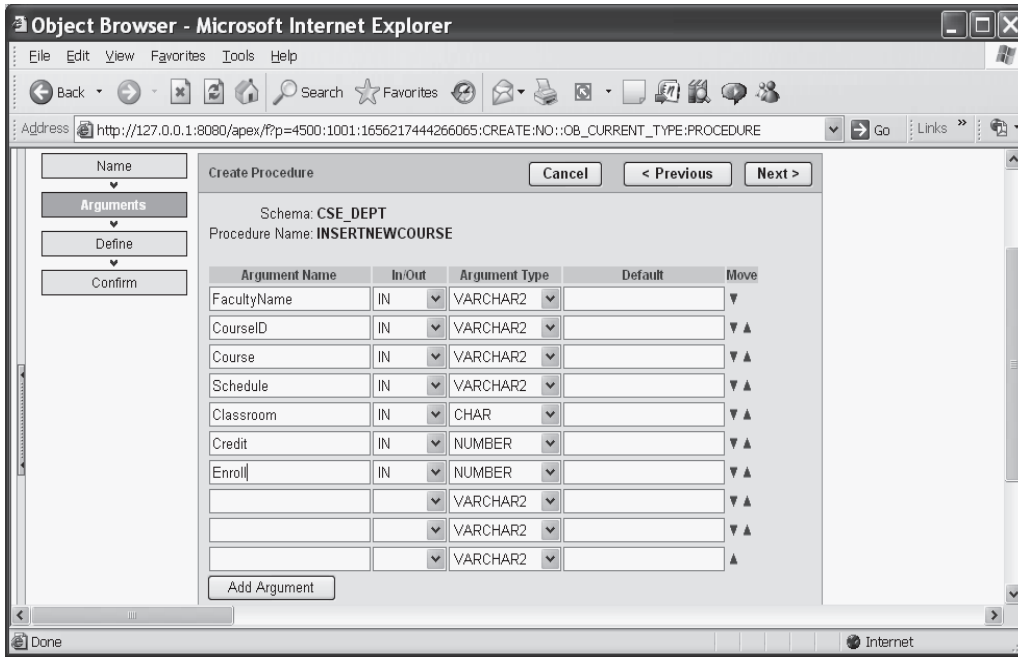 Object Browser - Microsoft Internet Explorer
File Edit View Favorites Tools Help
Back Search Favorites
Address http://127.0.0.1:8080/apex/f?p=4500:1001:1656217444266065:CREATE:NO::OB_CURRENT_TYPE:PROCEDURE Go Links »
Name
Arguments
Define
Confirm
Create Procedure Cancel < Previous Next >
Schema: CSE_DEPT
Procedure Name: INSERTNEWCOURSE
Argument Name In/Out Argument Type Default Move
FacultyName IN VARCHAR2
CourseID IN VARCHAR2
Course IN VARCHAR2
Schedule IN VARCHAR2
Classroom IN CHAR
Credit IN NUMBER
Enroll IN NUMBER
VARCHAR2
VARCHAR2
VARCHAR2
Add Argument
Done Internet